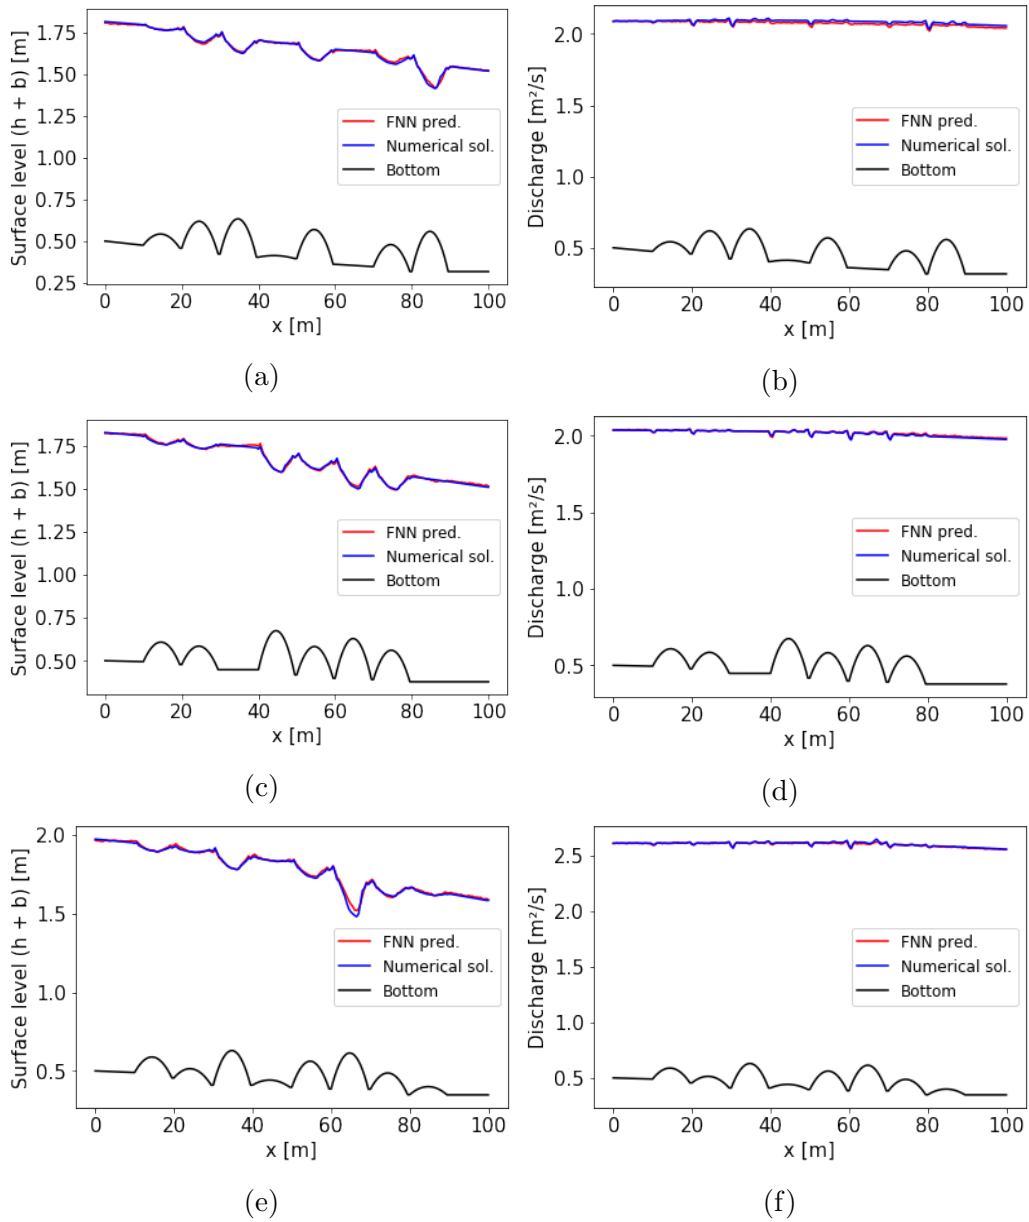 Surface level (h + b) [m]
1.75
1.50
1.25
1.00
0.75
0.50
0.25
FNN pred.
Numerical sol.
Bottom
0 20 40 60 80 100
x [m]
(a)
Discharge [m²/s]
2.0
1.5
1.0
0.5
FNN pred.
Numerical sol.
Bottom
0 20 40 60 80 100
x [m]
(b)
Surface level (h + b) [m]
1.75
1.50
1.25
1.00
0.75
0.50
FNN pred.
Numerical sol.
Bottom
0 20 40 60 80 100
x [m]
(c)
Discharge [m²/s]
2.0
1.5
1.0
0.5
FNN pred.
Numerical sol.
Bottom
0 20 40 60 80 100
x [m]
(d)
Surface level (h + b) [m]
2.0
1.5
1.0
0.5
FNN pred.
Numerical sol.
Bottom
0 20 40 60 80 100
x [m]
(e)
Discharge [m²/s]
2.5
2.0
1.5
1.0
0.5
FNN pred.
Numerical sol.
Bottom
0 20 40 60 80 100
x [m]
(f)